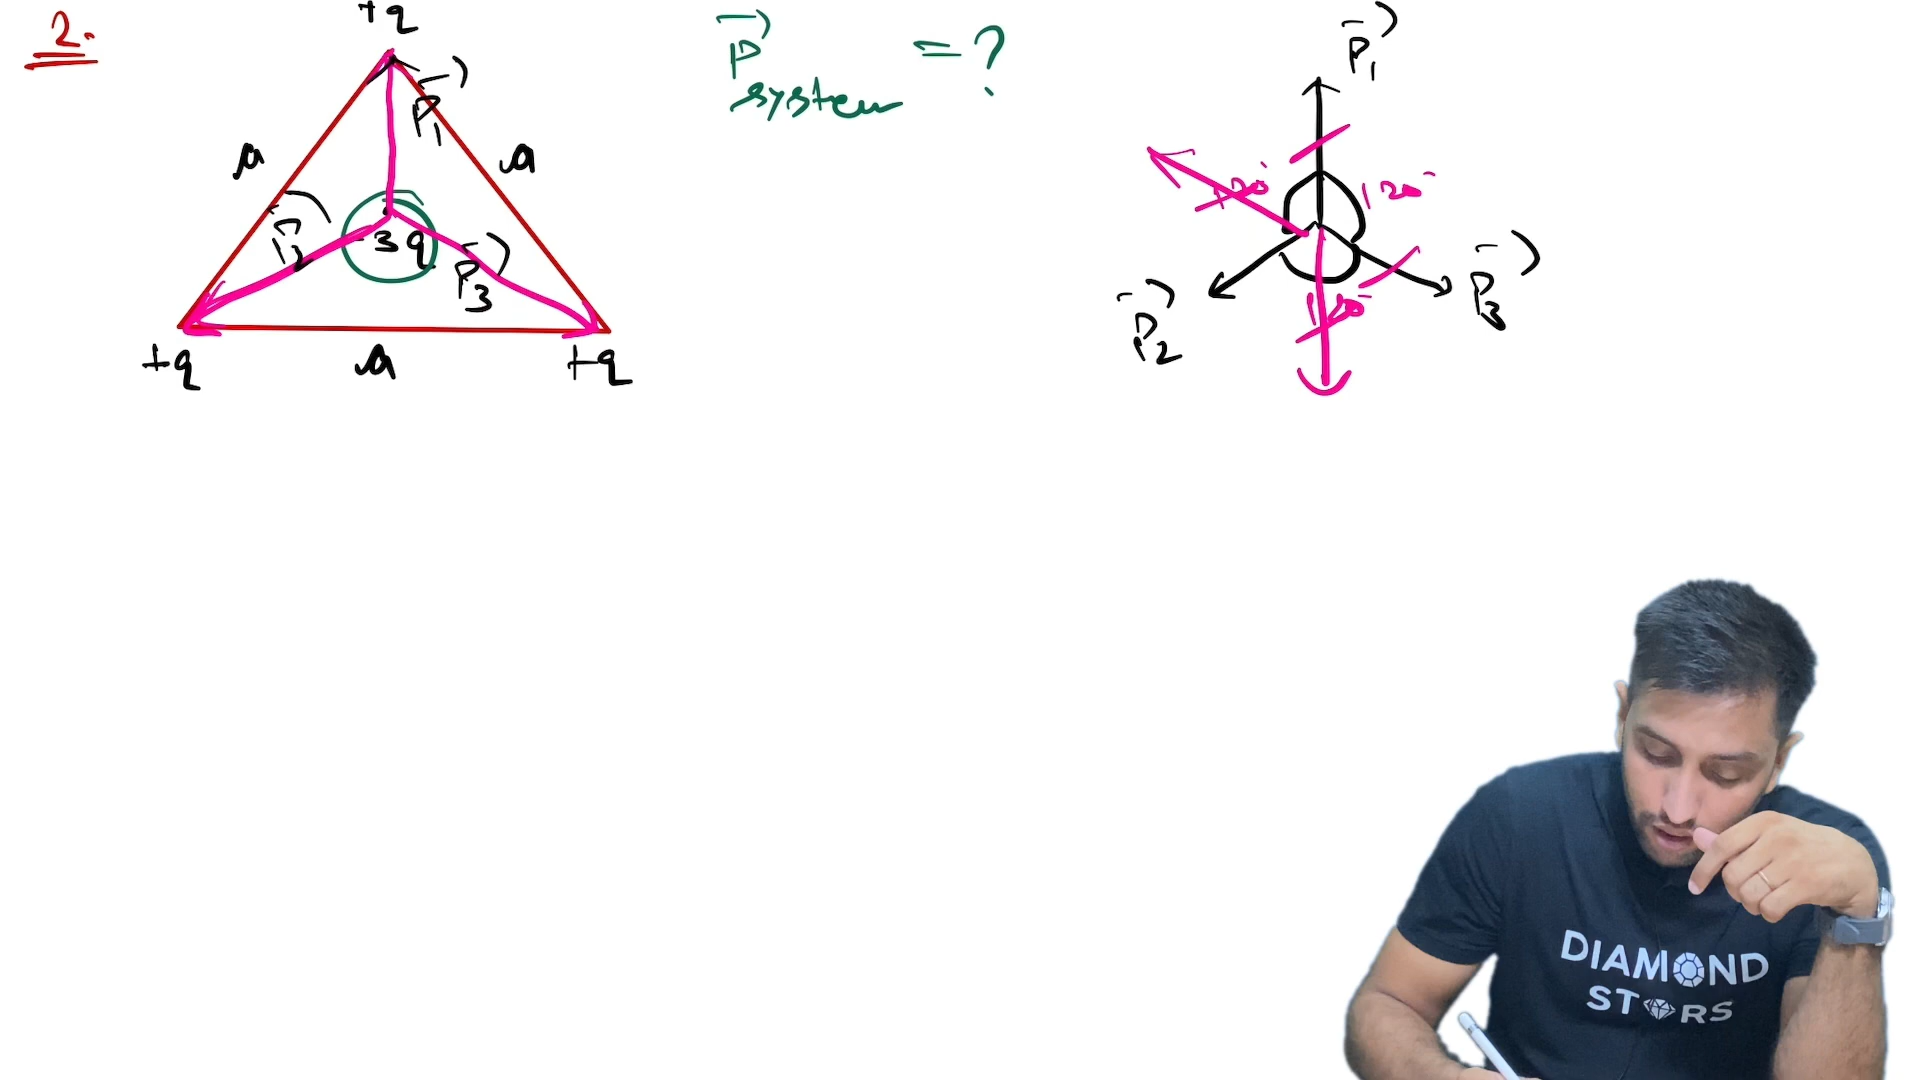 2.
+q
P₁
a
a
P₂
-3q
P₃
+q
a
+q
P system = ?
P₁
120°
120°
120°
P₂
P₃
DIAMOND
STARS